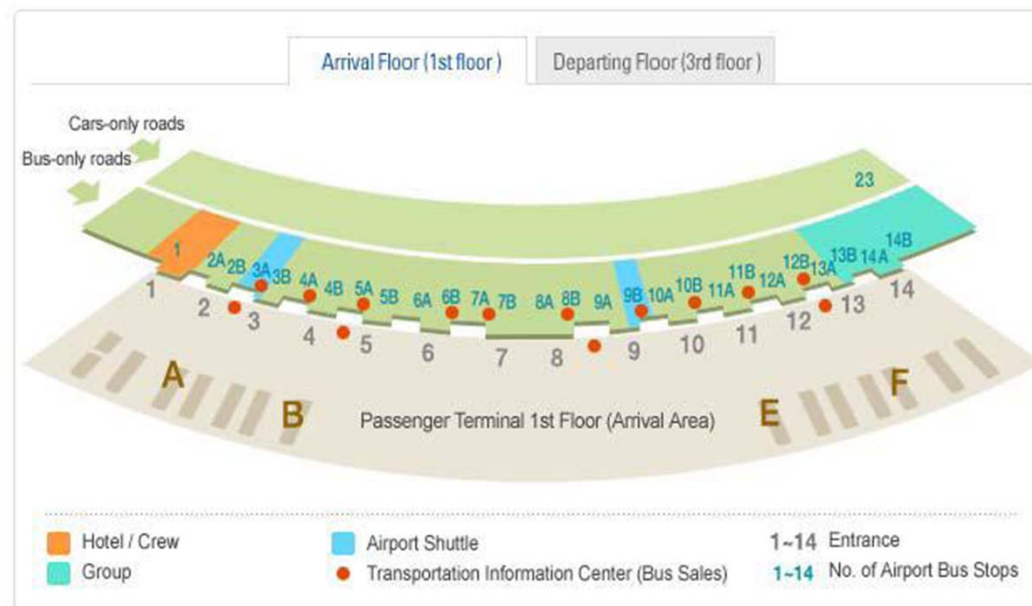 Arrival Floor (1st floor )
Departing Floor (3rd floor )
Cars-only roads
Bus-only roads
23
1
2A
2B
3A
3B
4A
4B
5A
5B
6A
6B
7A
7B
8A
8B
9A
9B
10A
10B
11A
11B
12A
12B
13A
13B
14A
14B
1
2
3
4
5
6
7
8
9
10
11
12
13
14
A
B
Passenger Terminal 1st Floor (Arrival Area)
E
F
Hotel / Crew
Airport Shuttle
1~14 Entrance
Group
Transportation Information Center (Bus Sales)
1~14 No. of Airport Bus Stops